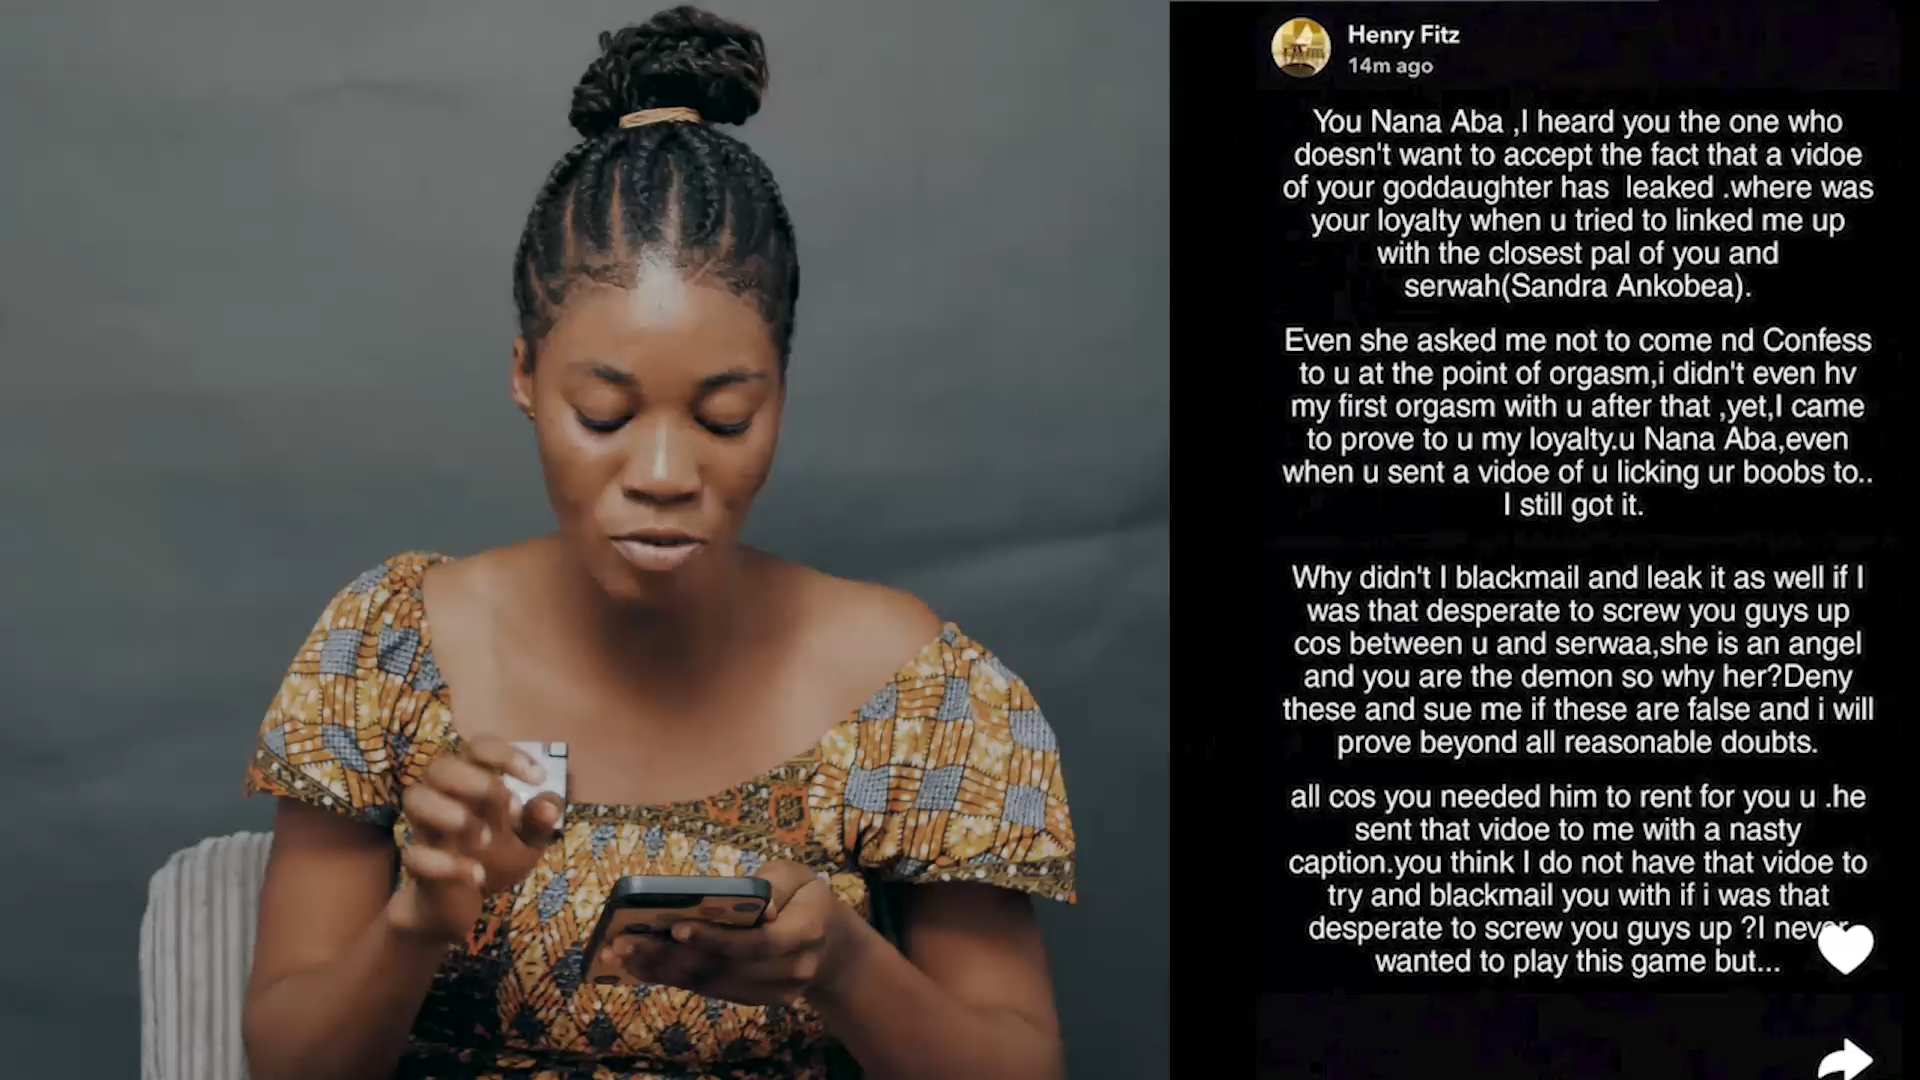 Henry Fitz
14m ago
You Nana Aba ,I heard you the one who
doesn't want to accept the fact that a vidoe
of your goddaughter has leaked .where was
your loyalty when u tried to linked me up
with the closest pal of you and
serwah(Sandra Ankobea).
Even she asked me not to come nd Confess
to u at the point of orgasm,i didn't even hv
my first orgasm with u after that ,yet,I came
to prove to u my loyalty.u Nana Aba,even
when u sent a vidoe of u licking ur boobs to..
I still got it.
Why didn't I blackmail and leak it as well if I
was that desperate to screw you guys up
cos between u and serwaa,she is an angel
and you are the demon so why her?Deny
these and sue me if these are false and i will
prove beyond all reasonable doubts.
all cos you needed him to rent for you u .he
sent that vidoe to me with a nasty
caption.you think I do not have that vidoe to
try and blackmail you with if i was that
desperate to screw you guys up ?I never
wanted to play this game but...